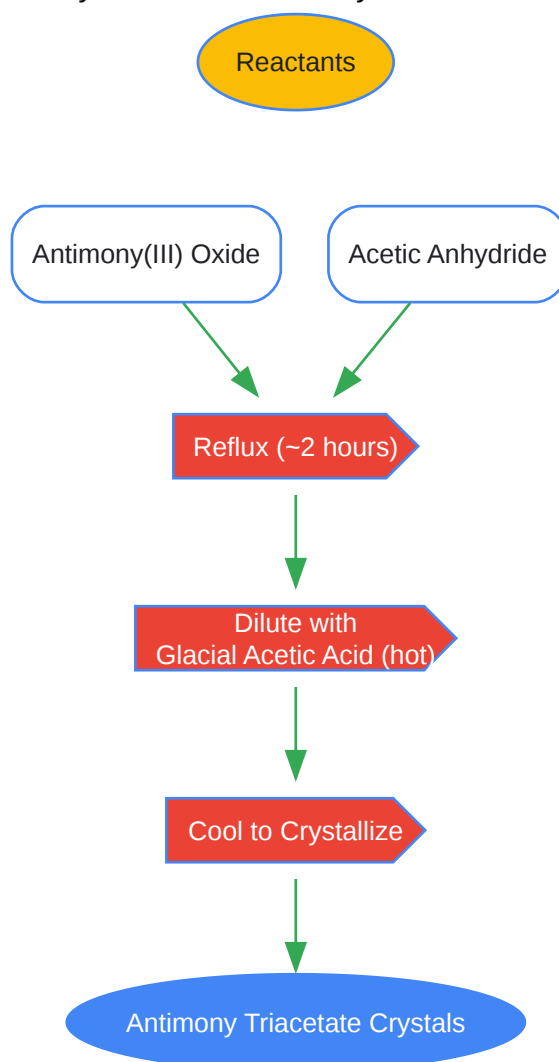 Reactants
Antimony(III) Oxide
Acetic Anhydride
Reflux (~2 hours)
Dilute with
Glacial Acetic Acid (hot)
Cool to Crystallize
Antimony Triacetate Crystals